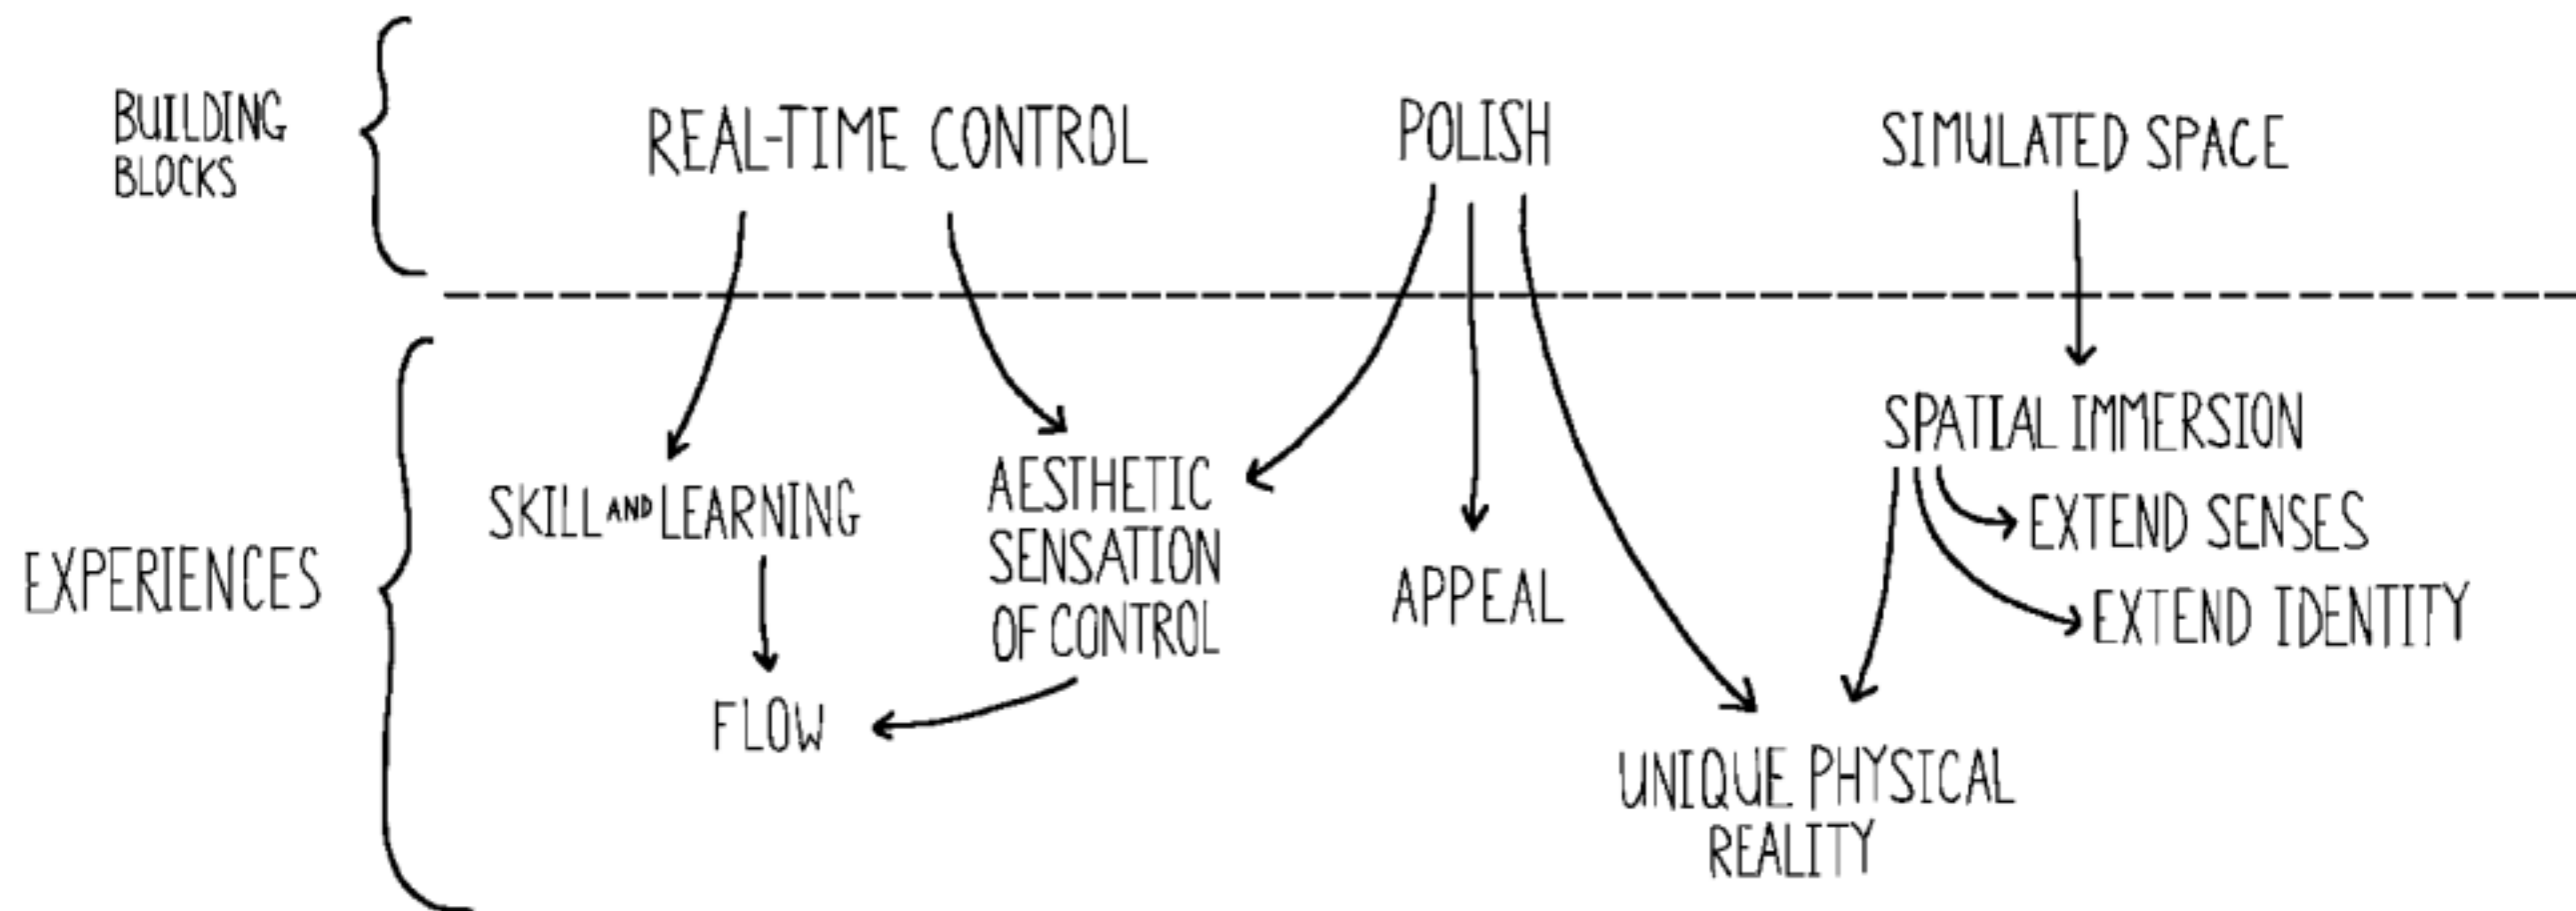 BUILDING
BLOCKS
REAL-TIME CONTROL
POLISH
SIMULATED SPACE
EXPERIENCES
SKILL AND LEARNING
FLOW
AESTHETIC
SENSATION
OF CONTROL
APPEAL
SPATIAL IMMERSION
EXTEND SENSES
EXTEND IDENTITY
UNIQUE PHYSICAL
REALITY